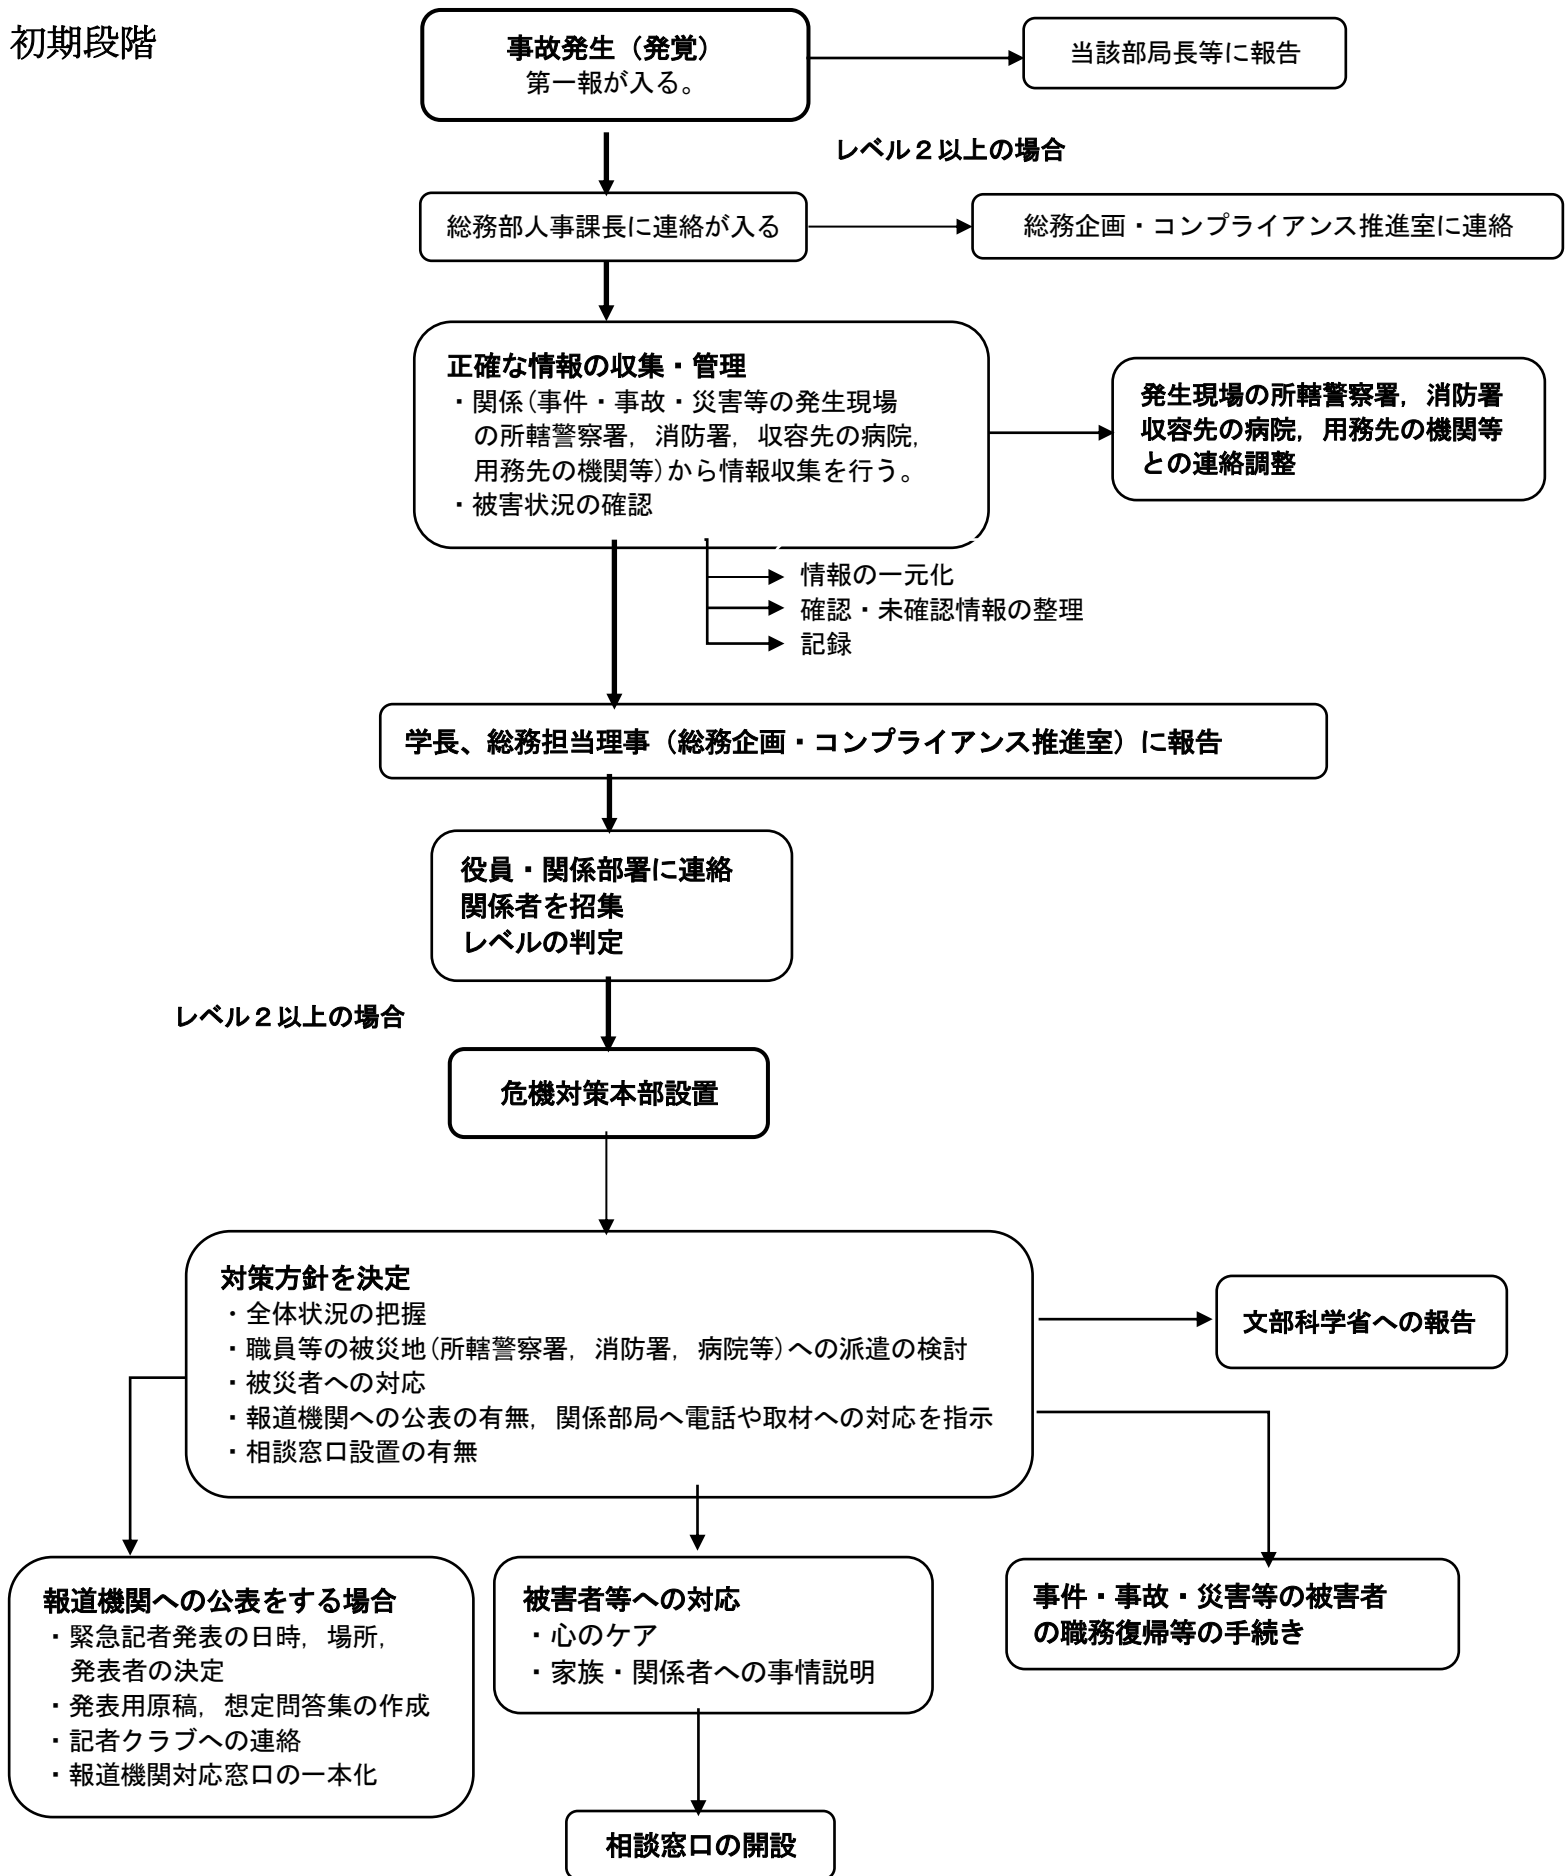 初期段階
事故発生（発覚）
第一報が入る。
当該部局長等に報告
レベル２以上の場合
総務部人事課長に連絡が入る
総務企画・コンプライアンス推進室に連絡
正確な情報の収集・管理
・関係(事件・事故・災害等の発生現場
の所轄警察署，消防署，収容先の病院，
用務先の機関等)から情報収集を行う。
・被害状況の確認
発生現場の所轄警察署，消防署
収容先の病院，用務先の機関等
との連絡調整
情報の一元化
確認・未確認情報の整理
記録
学長、総務担当理事（総務企画・コンプライアンス推進室）に報告
役員・関係部署に連絡
関係者を招集
レベルの判定
レベル２以上の場合
危機対策本部設置
対策方針を決定
・全体状況の把握
・職員等の被災地(所轄警察署，消防署，病院等)への派遣の検討
・被災者への対応
・報道機関への公表の有無，関係部局へ電話や取材への対応を指示
・相談窓口設置の有無
文部科学省への報告
報道機関への公表をする場合
・緊急記者発表の日時，場所，
発表者の決定
・発表用原稿，想定問答集の作成
・記者クラブへの連絡
・報道機関対応窓口の一本化
被害者等への対応
・心のケア
・家族・関係者への事情説明
事件・事故・災害等の被害者
の職務復帰等の手続き
相談窓口の開設